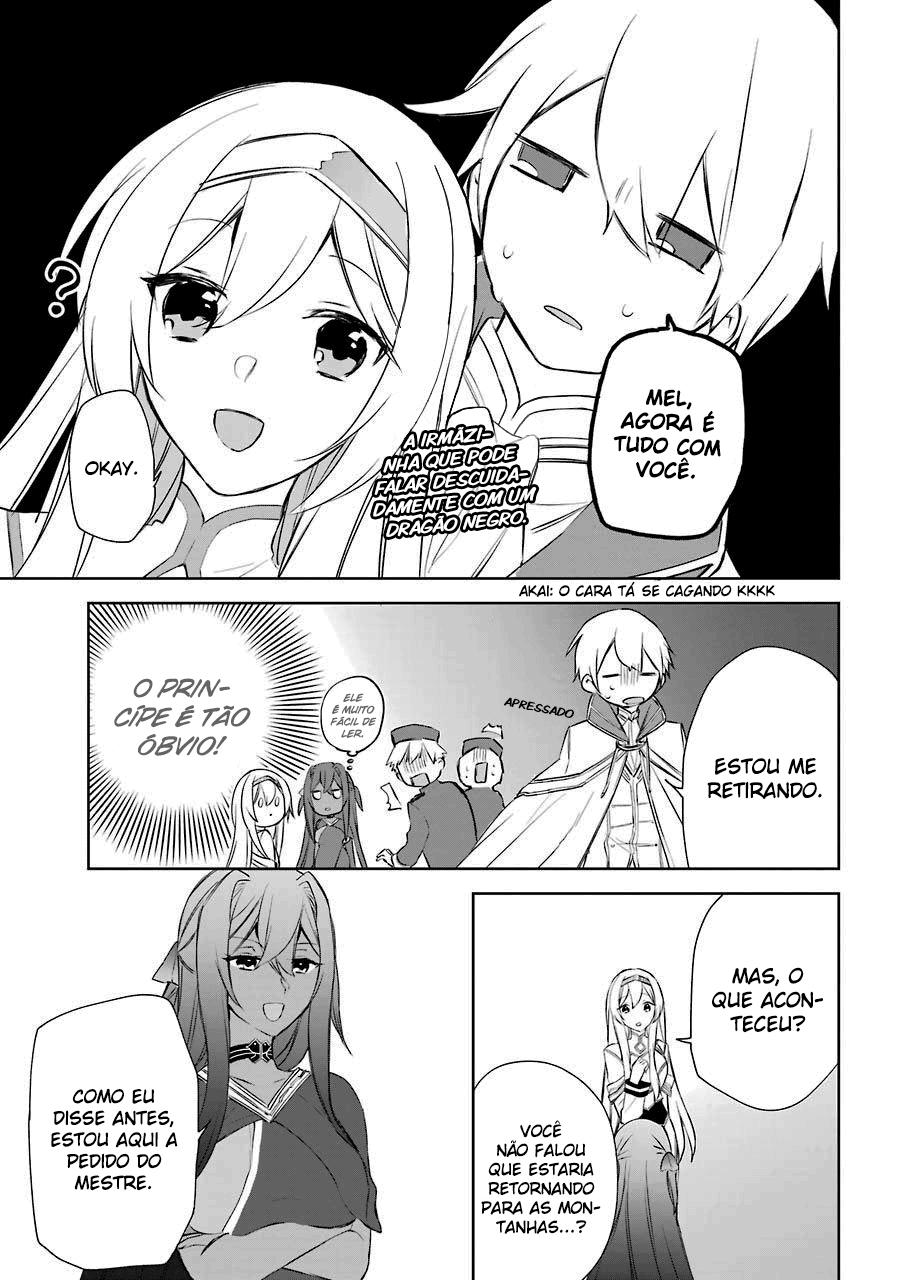 MEL,
AGORA É
TUDO COM
VOCÊ.
A IRMÃZI-
NHA QUE PODE
FALAR DESCUIDA-
DAMENTE COM UM
DRAGÃO NEGRO.
?
OKAY.
AKAI: O CARA TÁ SE CAGANDO KKKK
ESTOU ME
RETIRANDO.
APRESSADO
ELE
É MUITO
FÁCIL DE
LER.
O PRIN-
CÍPE É TÃO
ÓBVIO!
MAS, O
QUE ACON-
TECEU?
VOCÊ
NÃO FALOU
QUE ESTARIA
RETORNANDO
PARA AS MON-
TANHAS...?
COMO EU
DISSE ANTES,
ESTOU AQUI A
PEDIDO DO
MESTRE.